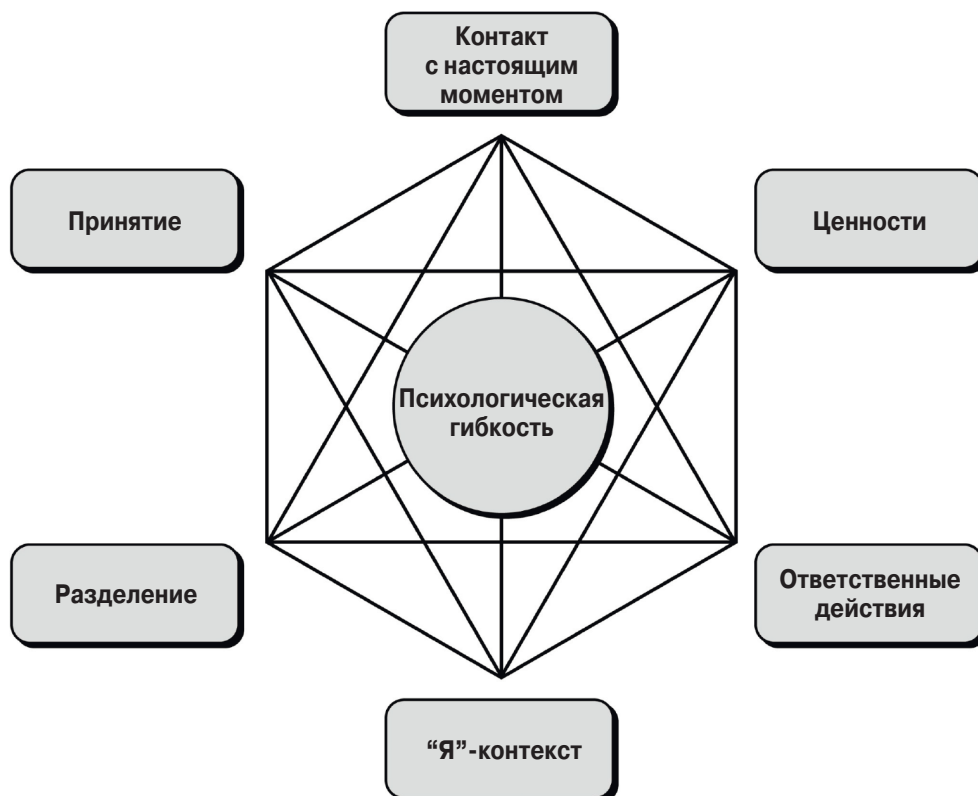 Контакт
с настоящим
моментом
Принятие
Ценности
Психологическая
гибкость
Разделение
Ответственные
действия
“Я”-контекст